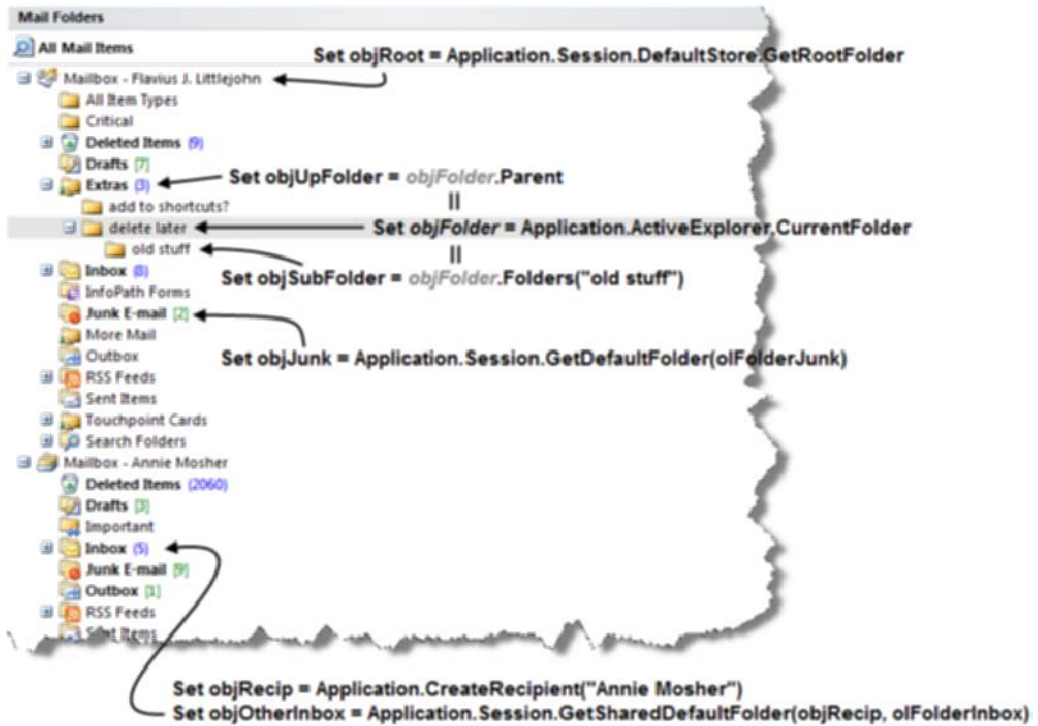 Mail Folders
All Mail Items
Set objRoot = Application.Session.DefaultStore.GetRootFolder
Mailbox - Flavius J. Littlejohn
All Item Types
Critical
Deleted Items (9)
Drafts [7]
Extras (3)
Set objUpFolder = objFolder.Parent
add to shortcuts?
delete later
Set objFolder = Application.ActiveExplorer.CurrentFolder
old stuff
Set objSubFolder = objFolder.Folders("old stuff")
Inbox (8)
InfoPath Forms
Junk E-mail [2]
More Mail
Outbox
Set objJunk = Application.Session.GetDefaultFolder(olFolderJunk)
RSS Feeds
Sent Items
Touchpoint Cards
Search Folders
Mailbox - Annie Mosher
Deleted Items (2060)
Drafts [3]
Important
Inbox (5)
Junk E-mail [9]
Outbox [1]
RSS Feeds
Sent Items
Set objRecip = Application.CreateRecipient("Annie Mosher")
Set objOtherInbox = Application.Session.GetSharedDefaultFolder(objRecip, olFolderInbox)